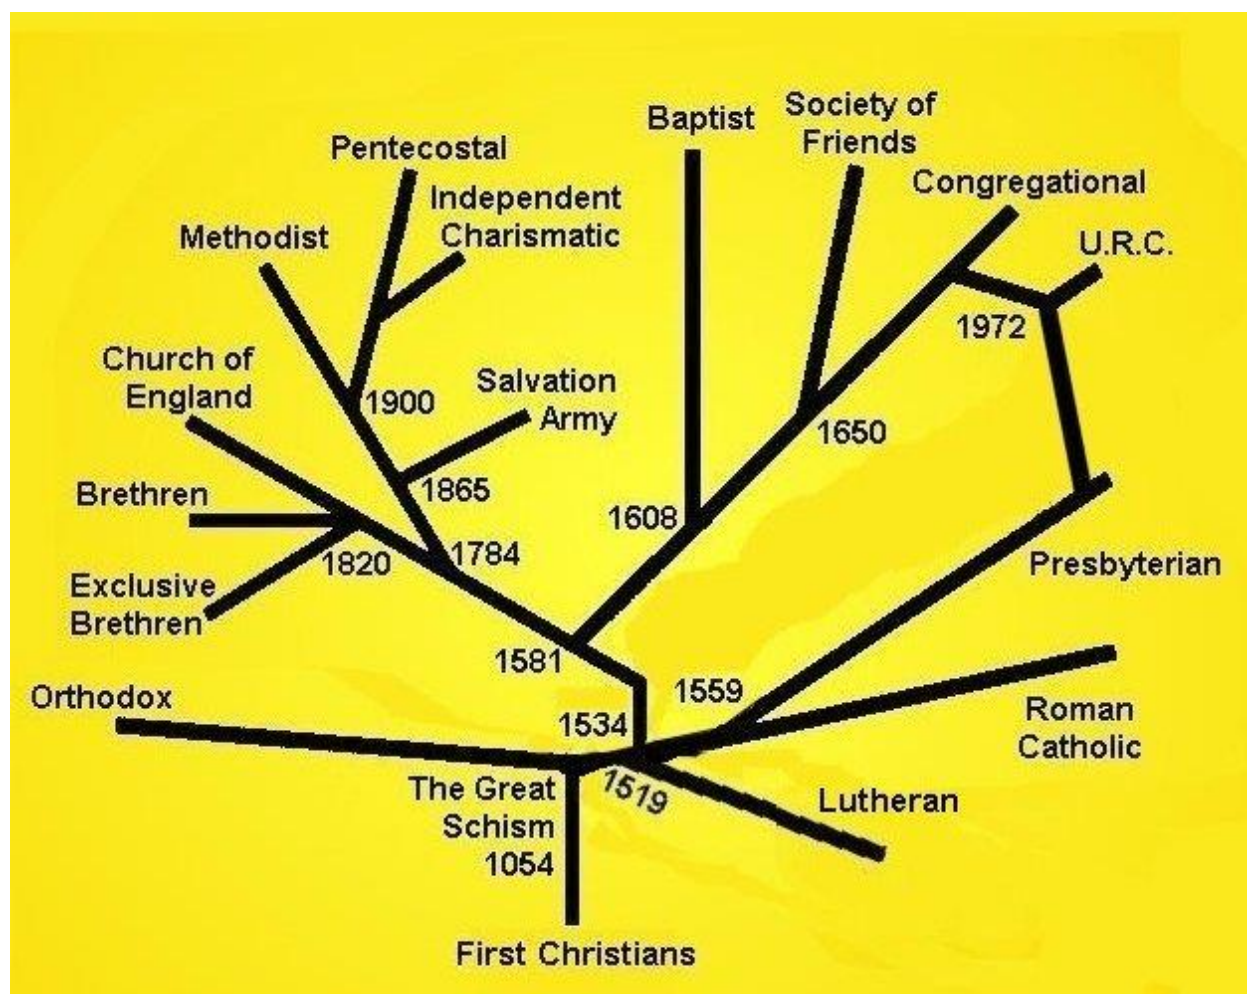 Baptist
Society of
Friends
Pentecostal
Congregational
Independent
Charismatic
Methodist
U.R.C.
1972
Church of
England
Salvation
Army
1900
1650
1865
Brethren
1608
1784
1820
Presbyterian
Exclusive
Brethren
1581
1559
Orthodox
1534
Roman
Catholic
The Great
Schism
1054
1519
Lutheran
First Christians